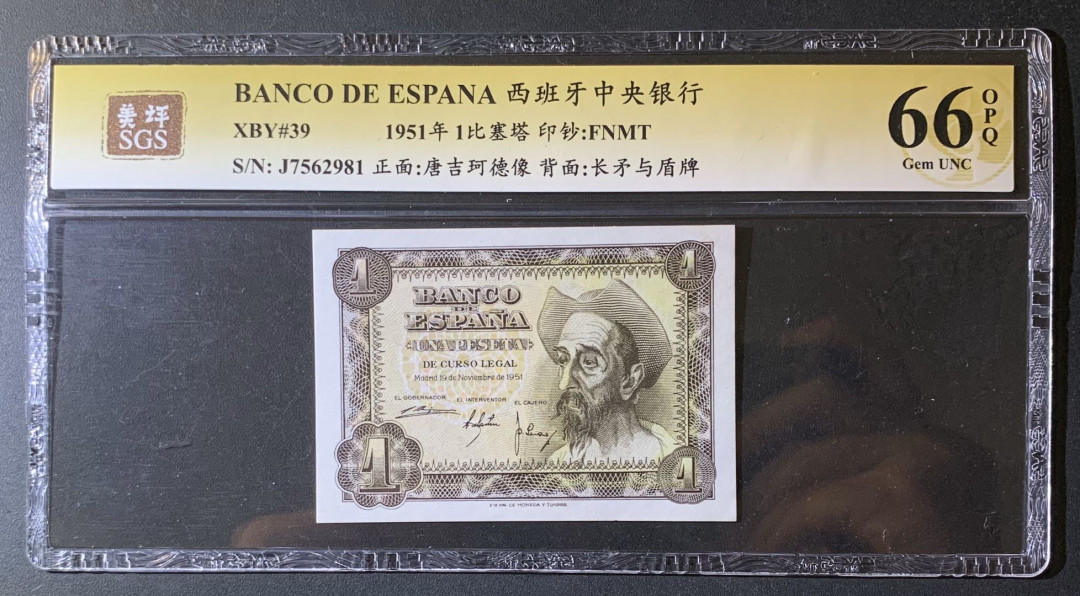 BANCO DE ESPANA 西班牙中央银行
美评
SGS
XBY#39 1951年 1比塞塔 印钞:FNMT
S/N: J7562981 正面:唐吉珂德像 背面:长矛与盾牌
66 OPQ
Gem UNC
1 1
BANCO
DE
ESPAÑA
UNA PESETA
DE CURSO LEGAL
Madrid 19 de Noviembre de 1951
EL GOBERNADOR EL INTERVENTOR EL CAJERO
1 1
DE MONEDA Y TIMBRE